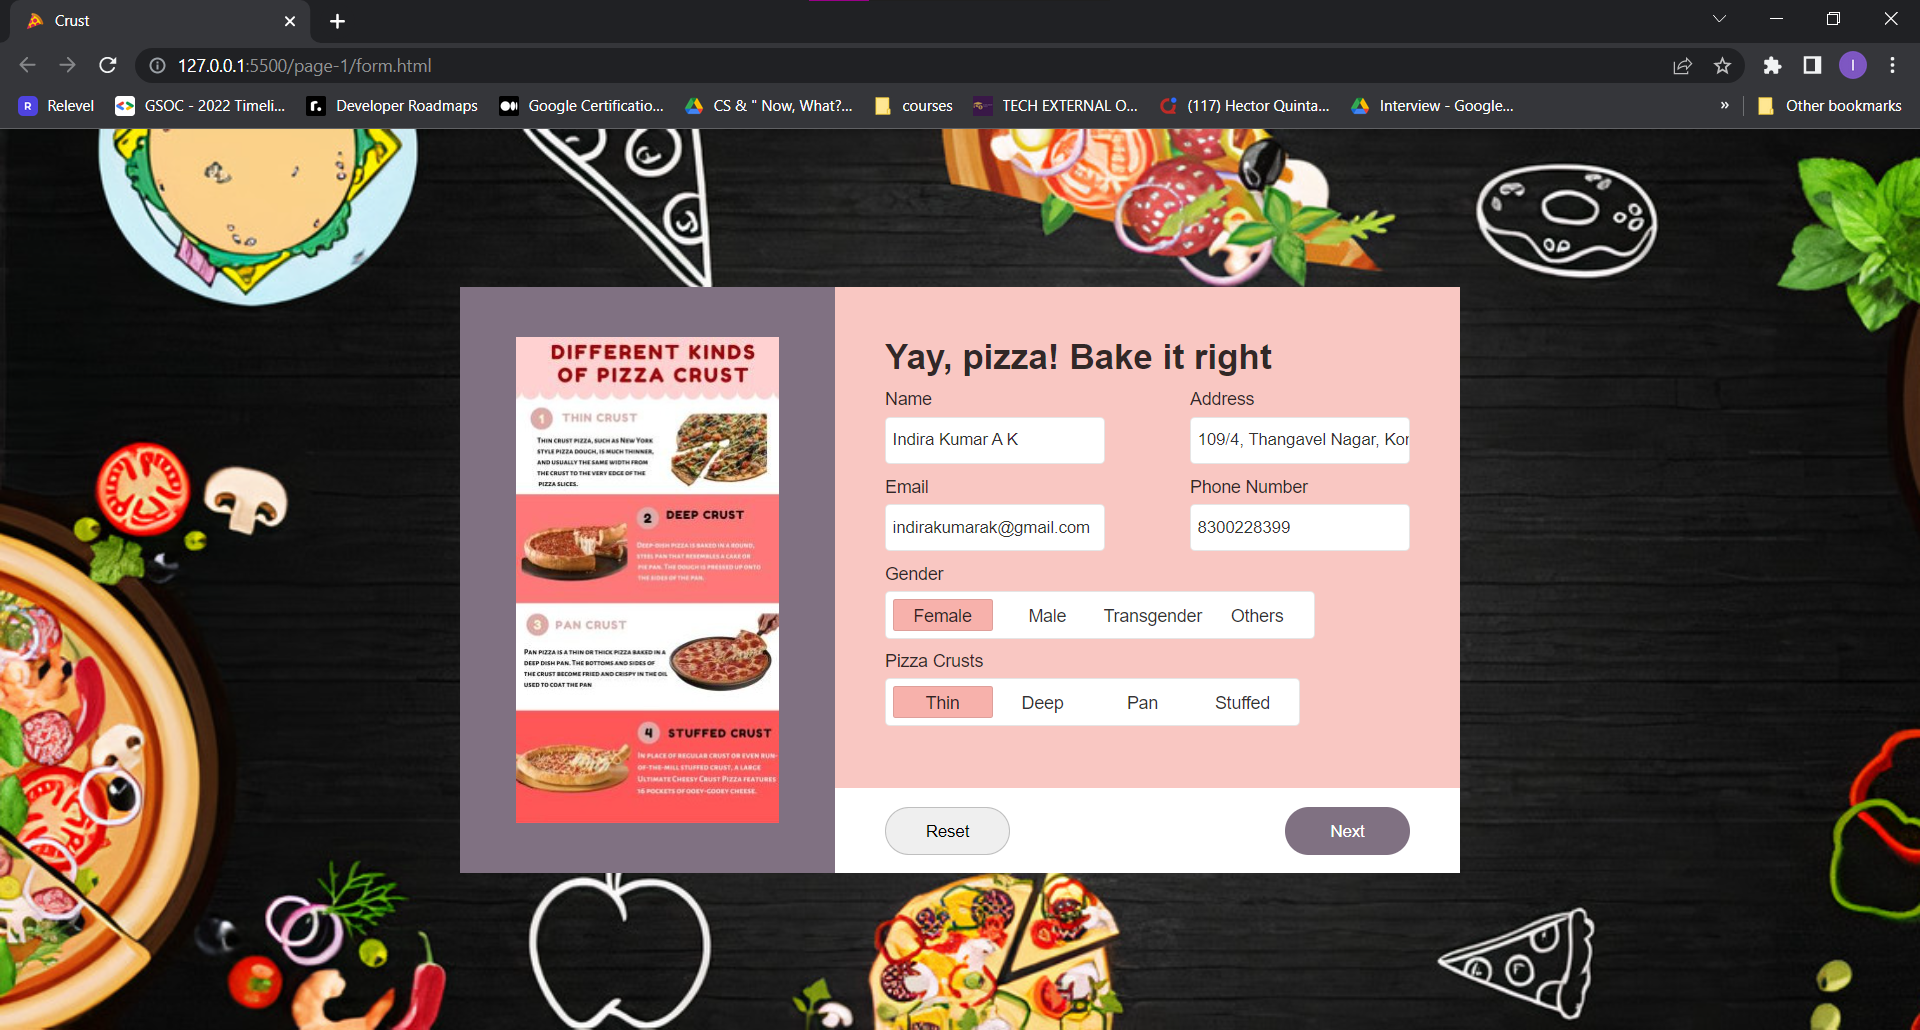 Crust
127.0.0.1:5500/page-1/form.html
I
R Relevel
GSOC - 2022 Timeli...
Developer Roadmaps
Google Certificatio...
CS & " Now, What?...
courses
TECH EXTERNAL O...
(117) Hector Quinta...
Interview - Google...
»
Other bookmarks
DIFFERENT KINDS
OF PIZZA CRUST
1 THIN CRUST
THIN CRUST PIZZA, SUCH AS NEW YORK
STYLE PIZZA DOUGH, IS MUCH THINNER,
AND USUALLY THE SAME WIDTH FROM
THE CRUST TO THE VERY EDGE OF THE
PIZZA SLICES.
2 DEEP CRUST
DEEP-DISH PIZZA IS BAKED IN A ROUND,
STEEL PAN THAT RESEMBLES A CAKE OR
PIE PAN. THE DOUGH IS PRESSED UP ONTO
THE SIDES OF THE PAN.
3 PAN CRUST
PAN PIZZA IS A THIN OR THICK PIZZA BAKED IN A
DEEP DISH PAN. THE BOTTOMS AND SIDES OF
THE CRUST BECOME FRIED AND CRISPY IN THE OIL
USED TO COAT THE PAN
4 STUFFED CRUST
IN PLACE OF REGULAR CRUST OR EVEN RUN-
OF-THE-MILL STUFFED CRUST, A LARGE
ULTIMATE CHEESY CRUST PIZZA FEATURES
16 POCKETS OF OOEY-GOOEY CHEESE.
Yay, pizza! Bake it right
Name
Indira Kumar A K
Address
109/4, Thangavel Nagar, Kor
Email
indirakumarak@gmail.com
Phone Number
8300228399
Gender
Female Male Transgender Others
Pizza Crusts
Thin Deep Pan Stuffed
Reset
Next